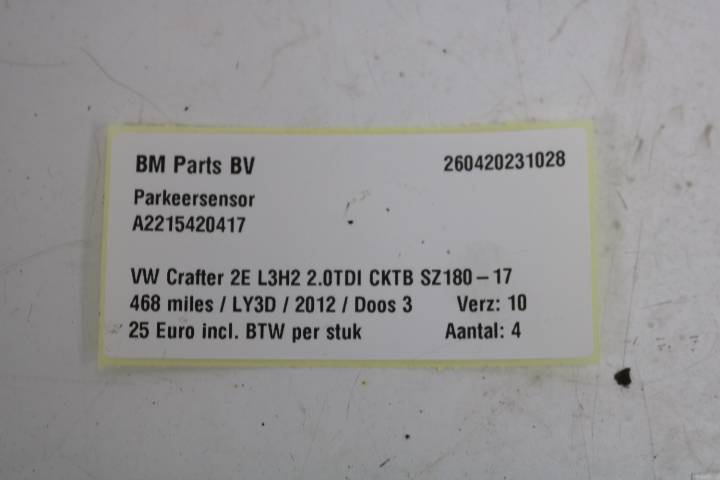 BM Parts BV 260420231028
Parkeersensor
A2215420417
VW Crafter 2E L3H2 2.0TDI CKTB SZ180-17
468 miles / LY3D / 2012 / Doos 3 Verz: 10
25 Euro incl. BTW per stuk Aantal: 4